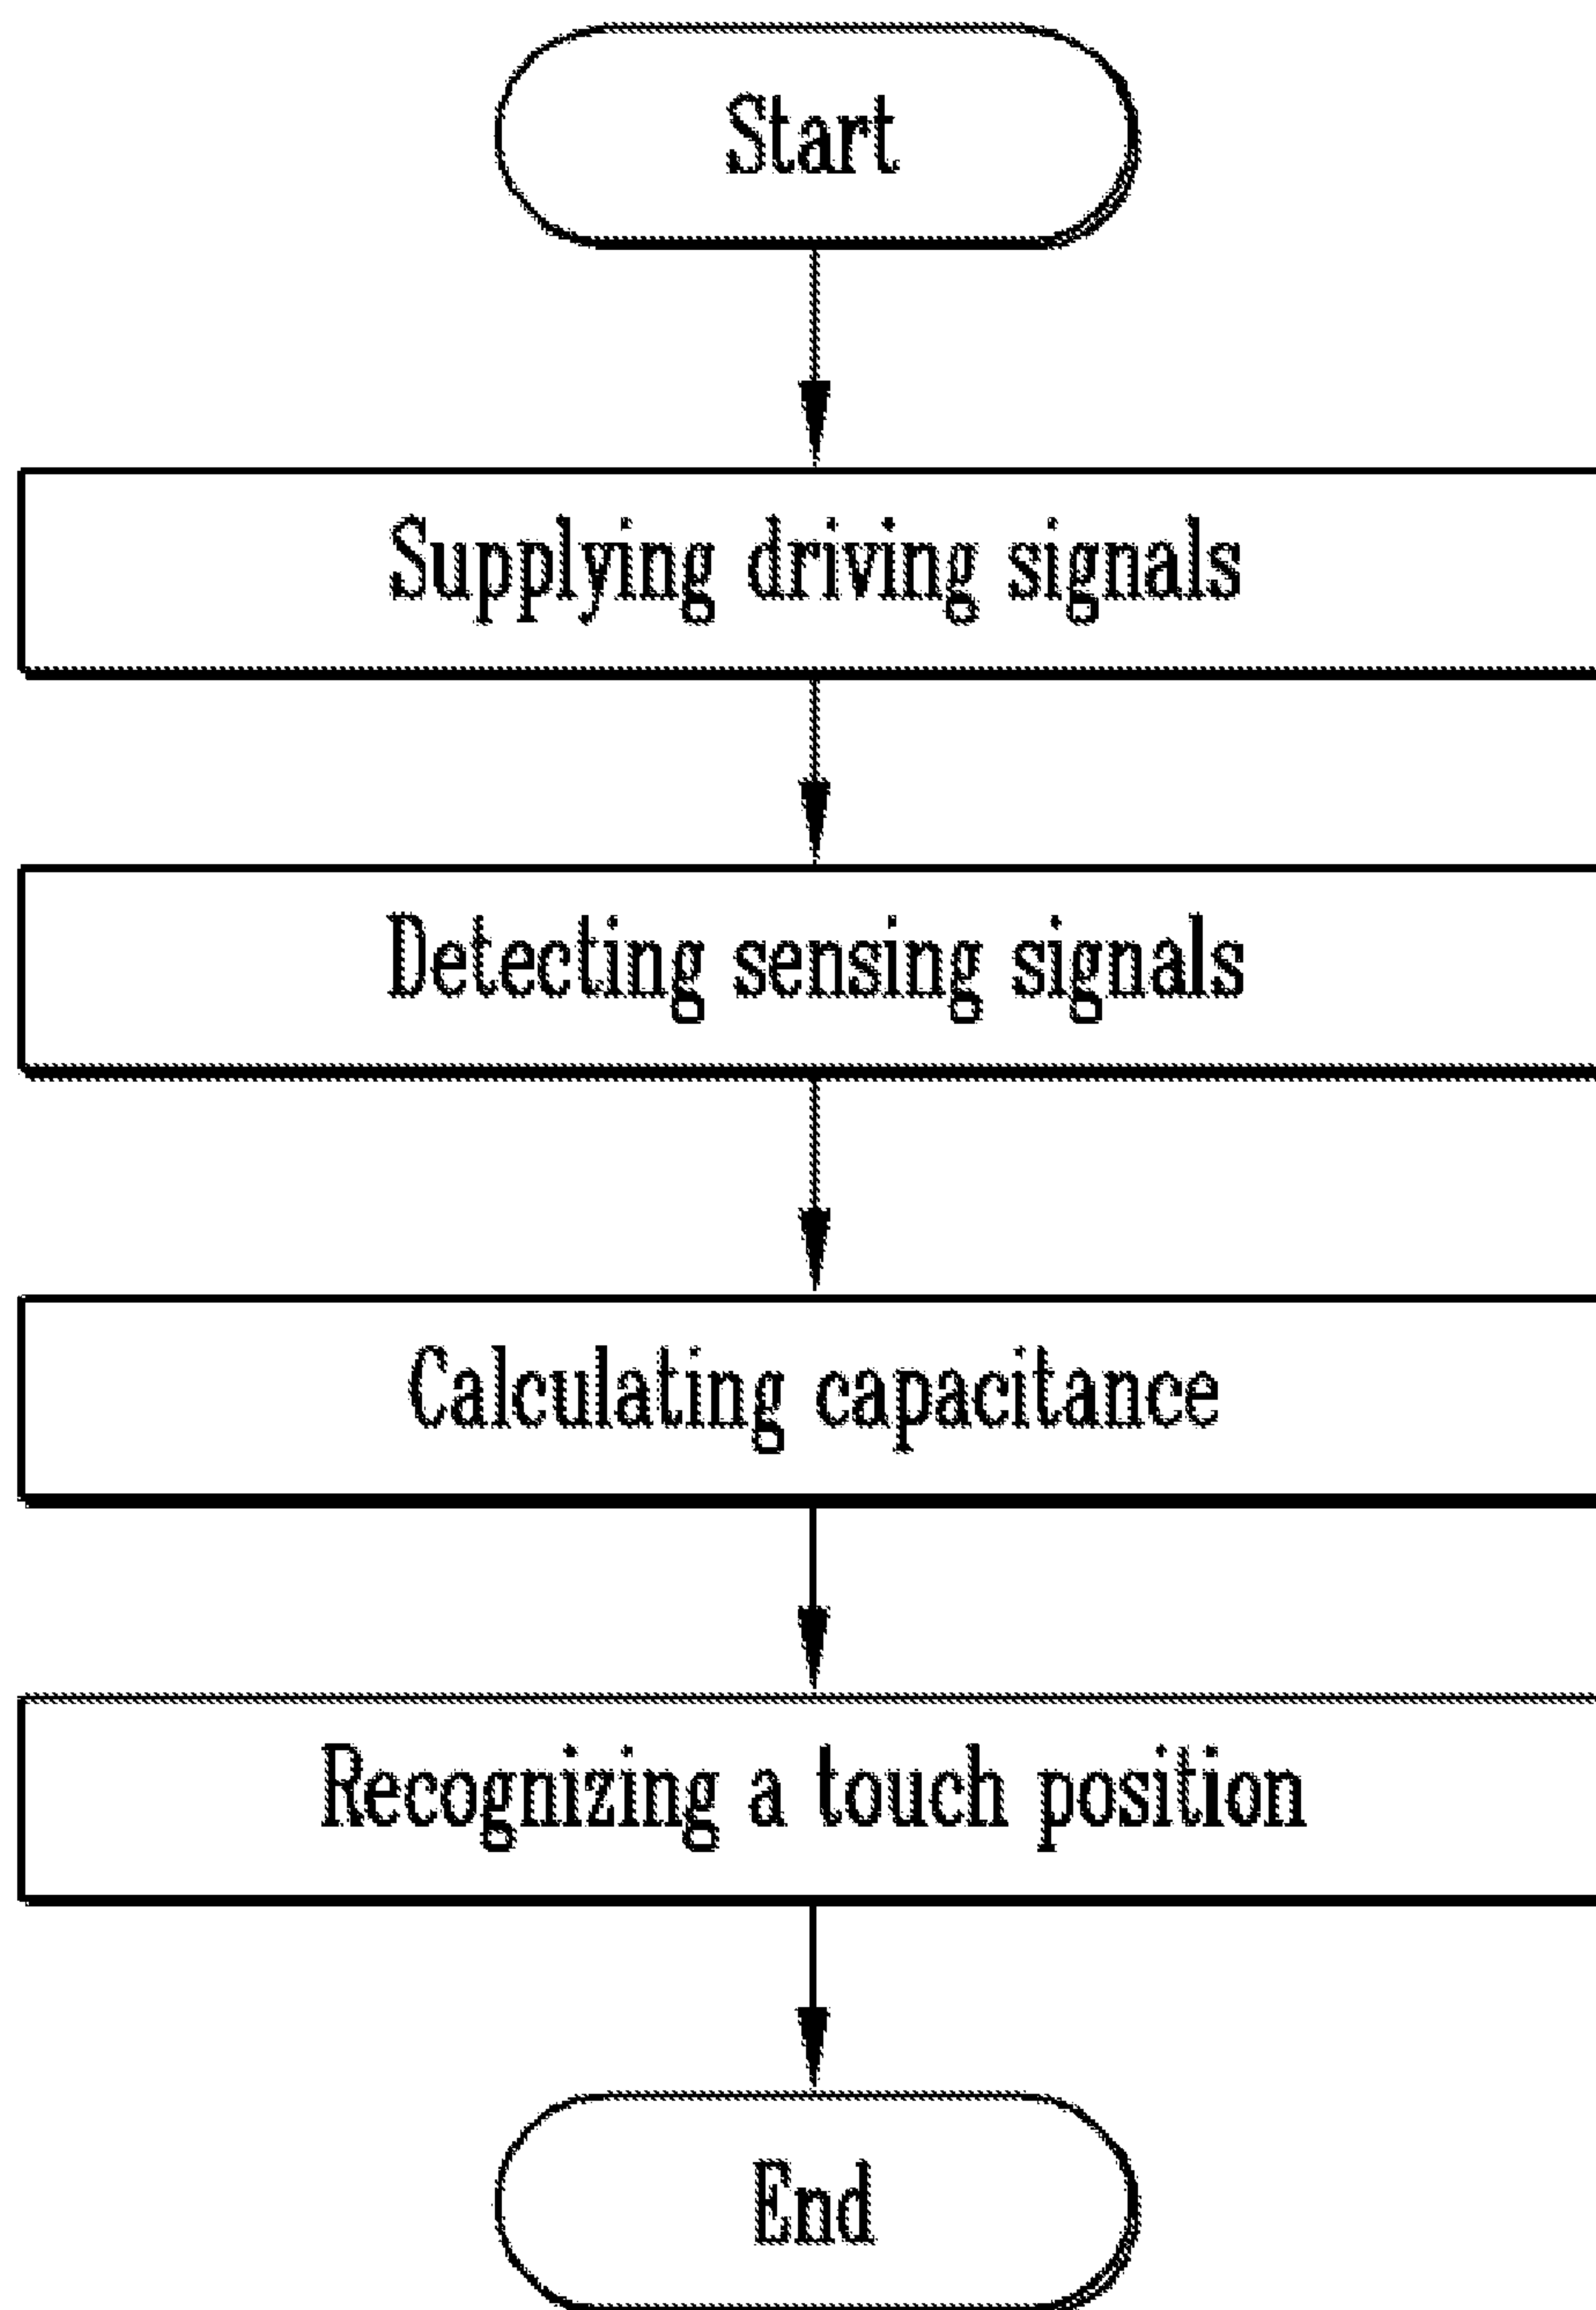 Start
Supplying driving signals
Detecting sensing signals
Calculating capacitance
Recognizing a touch position
End